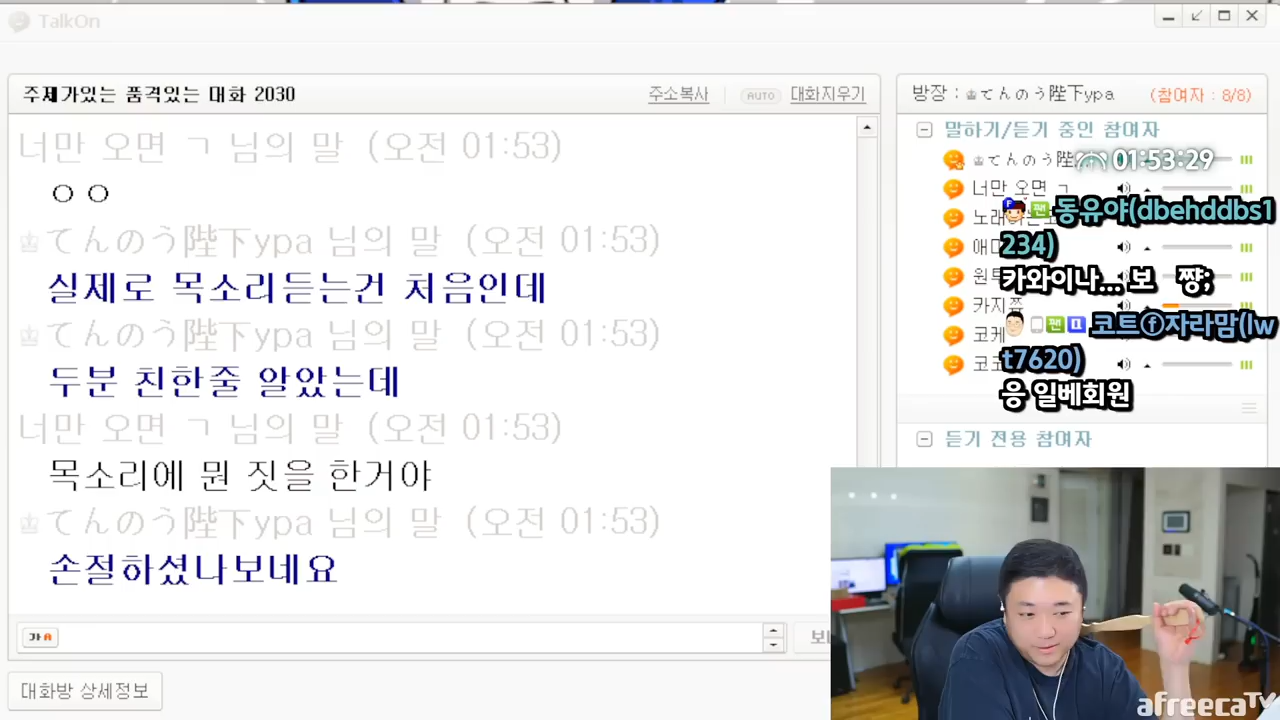 TalkOn
주제가있는 품격있는 대화 2030
주소복사
AUTO
대화지우기
너만 오면 ㄱ 님의 말 (오전 01:53)
ㅇ ㅇ
てんのう陛下ypa 님의 말 (오전 01:53)
실제로 목소리듣는건 처음인데
てんのう陛下ypa 님의 말 (오전 01:53)
두분 친한줄 알았는데
너만 오면 ㄱ 님의 말 (오전 01:53)
목소리에 뭔 짓을 한거야
てんのう陛下ypa 님의 말 (오전 01:53)
손절하셨나보네요
가A
대화방 상세정보
방장 : てんのう陛下ypa (참여자 : 8/8)
말하기/듣기 중인 참여자
てんのう陛
01:53:29
너만 오면 ㄱ
F 팬 동유야(dbehddbs1
234)
카와이나... 보 쨩;
카지쮸
팬 코트ⓕ자라맘(lw
t7620)
응 일베회원
듣기 전용 참여자
afreecaTV